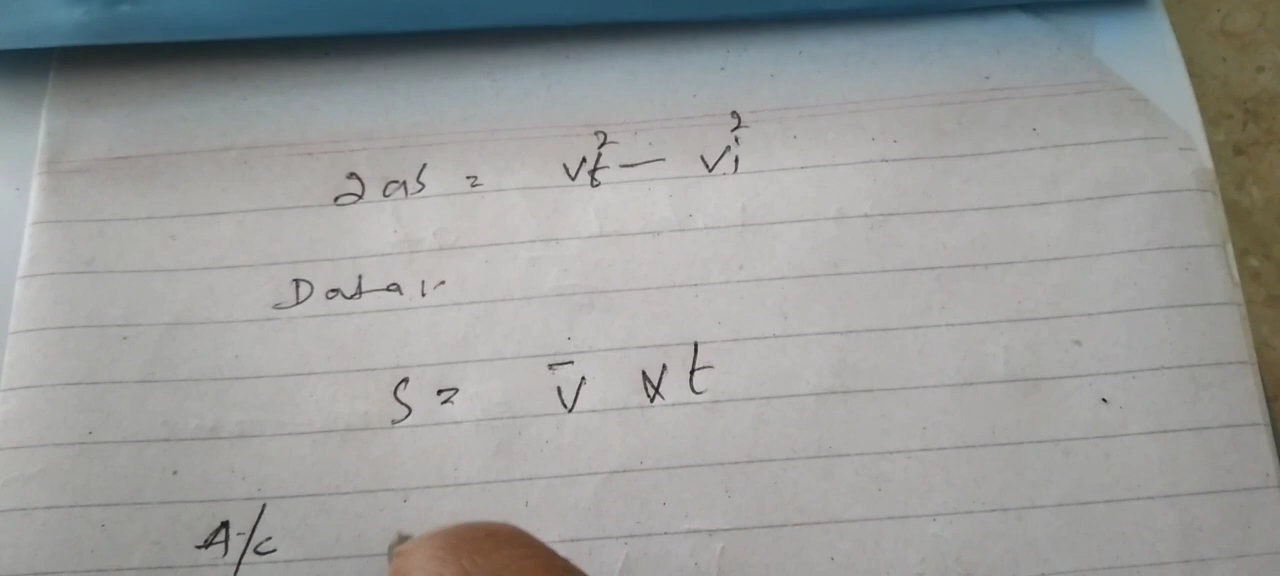 2as = vf² - vi²
Data:-
S = v̄ x t
A/c